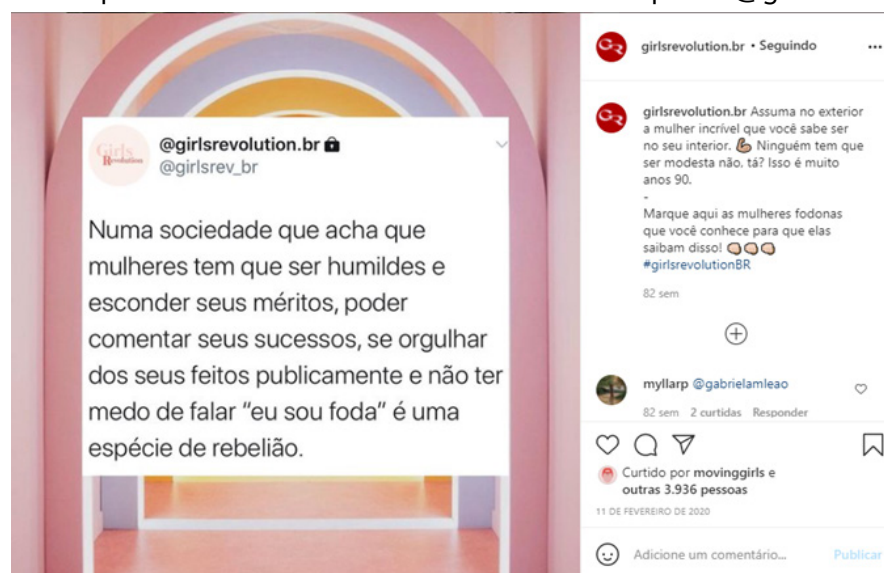 girlsrevolution.br • Seguindo
Girls
Revolution
@girlsrevolution.br
@girlsrev_br
Numa sociedade que acha que
mulheres tem que ser humildes e
esconder seus méritos, poder
comentar seus sucessos, se orgulhar
dos seus feitos publicamente e não ter
medo de falar “eu sou foda” é uma
espécie de rebelião.
GR
girlsrevolution.br Assuma no exterior
a mulher incrível que você sabe ser
no seu interior. 💪🏽 Ninguém tem que
ser modesta não, tá? Isso é muito
anos 90.
-
Marque aqui as mulheres fodonas
que você conhece para que elas
saibam disso! 👊🏼👊🏼👊🏼
#girlsrevolutionBR
82 sem
myllarp @gabrielamleao
82 sem 2 curtidas Responder
Curtido por movinggirls e
outras 3.936 pessoas
11 DE FEVEREIRO DE 2020
Adicione um comentário... Publicar